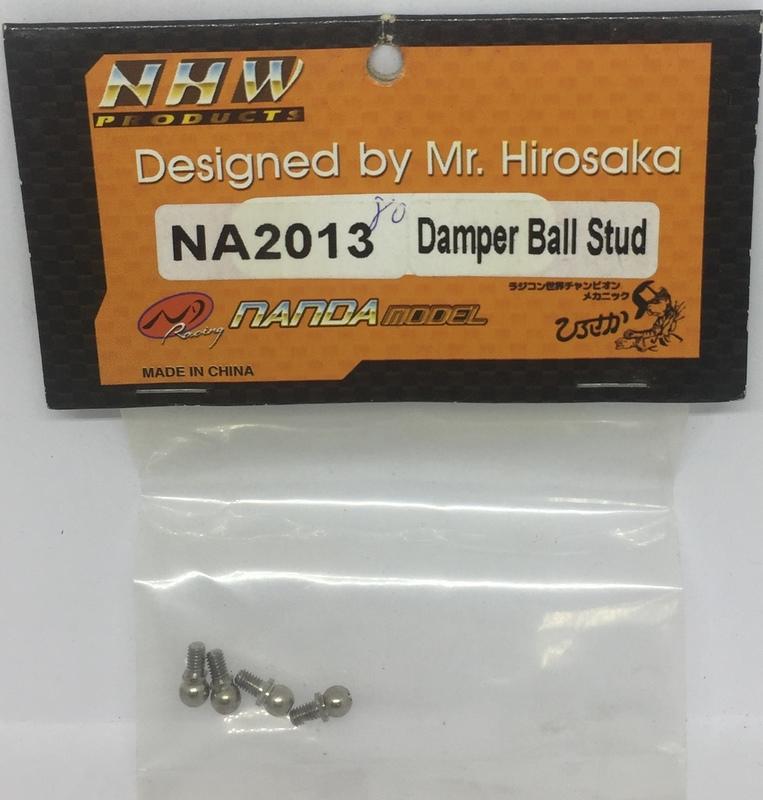 NHW
PRODUCTS
Designed by Mr. Hirosaka
80
NA2013 Damper Ball Stud
ラジコン世界チャンピオン
メカニック
Racing NANDA MODEL ひろさか
MADE IN CHINA